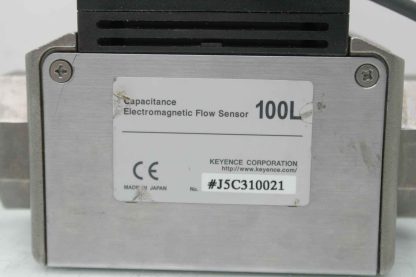 Capacitance
Electromagnetic Flow Sensor 100L
KEYENCE CORPORATION
http://www.keyence.com/
CE
MADE IN JAPAN No. #J5C310021